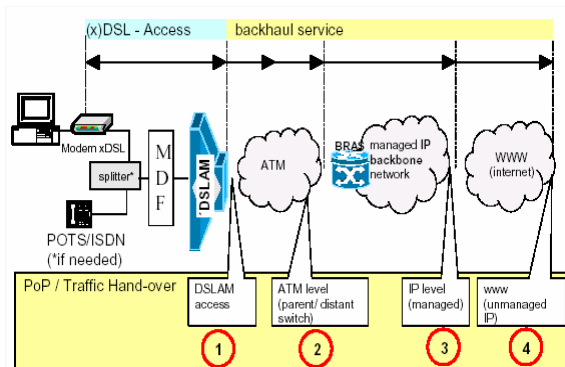 (x)DSL - Access
backhaul service
Modem xDSL
splitter*
M
D
F
DSLAM
ATM
BRAS
managed IP
backbone
network
WWW
(internet)
POTS/ISDN
(*if needed)
PoP / Traffic Hand-over
DSLAM
access
ATM level
(parent/ distant
switch)
IP level
(managed)
www
(unmanaged
IP)
1
2
3
4